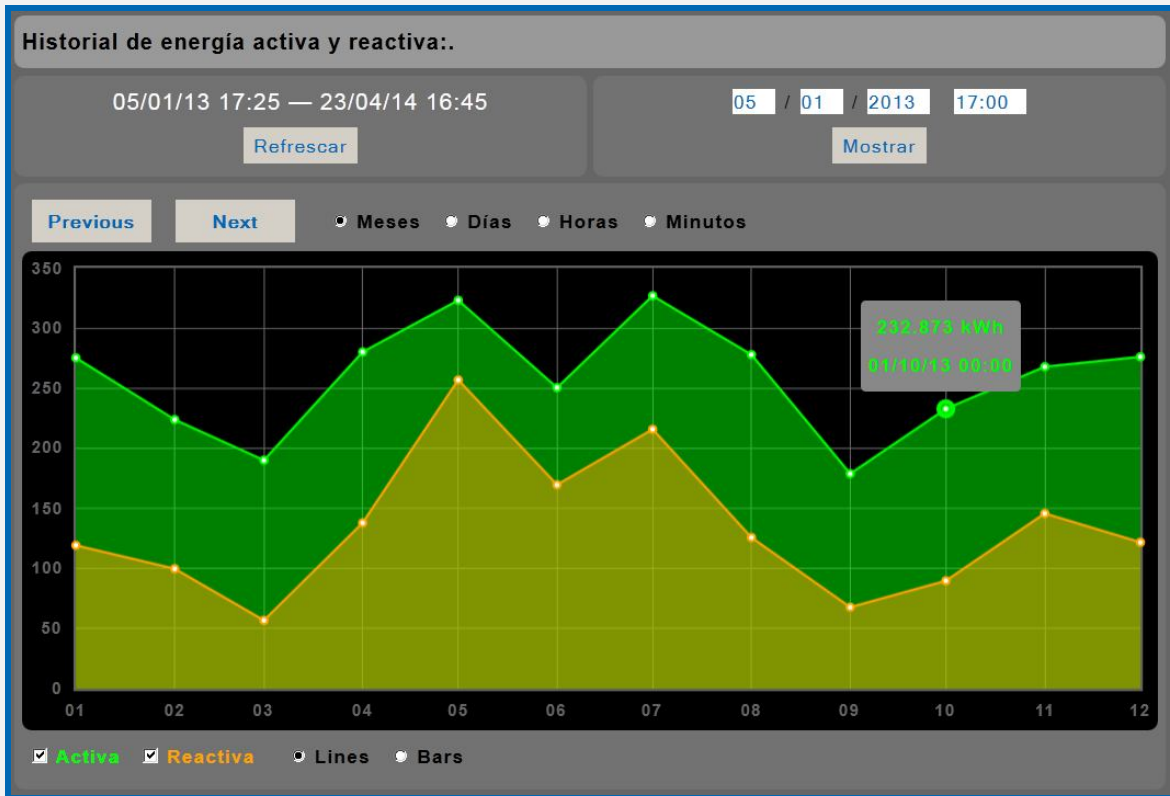 Historial de energía activa y reactiva:.
05/01/13 17:25 — 23/04/14 16:45
Refrescar
05 / 01 / 2013 17:00
Mostrar
Previous Next Meses Días Horas Minutos
350
300
250
200
150
100
50
0
232.873 kWh
01/10/13 00:00
01 02 03 04 05 06 07 08 09 10 11 12
Activa Reactiva Lines Bars